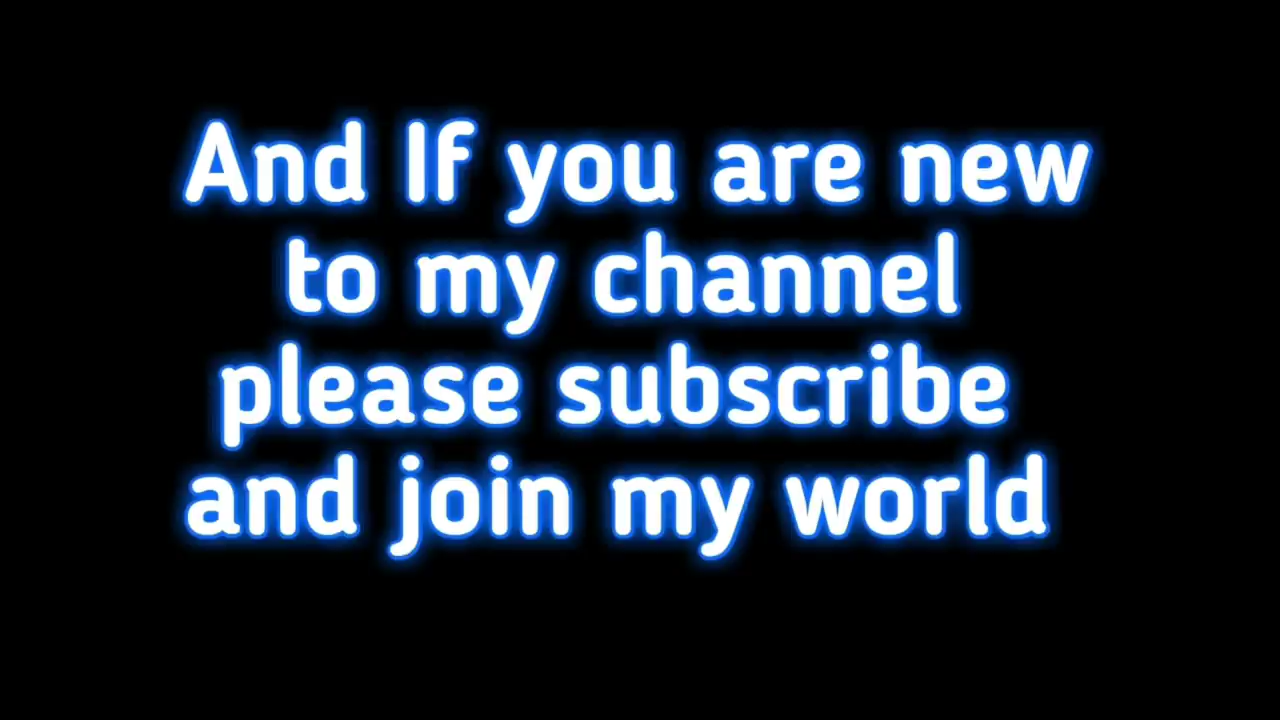 And If you are new
to my channel
please subscribe
and join my world